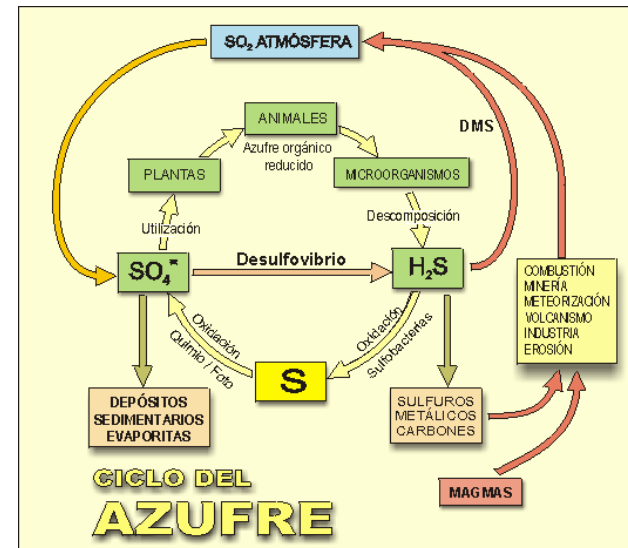 SO₂ ATMÓSFERA
DMS
ANIMALES
Azufre orgánico
reducido
PLANTAS
MICROORGANISMOS
Utilización
Descomposición
SO₄⁼
Desulfovibrio
H₂S
COMBUSTIÓN
MINERÍA
METEORIZACIÓN
VOLCANISMO
INDUSTRIA
EROSIÓN
Oxidación
Quimio / Foto
Oxidación
Sulfobacterias
S
DEPÓSITOS
SEDIMENTARIOS
EVAPORITAS
SULFUROS
METÁLICOS
CARBONES
MAGMAS
CICLO DEL
AZUFRE